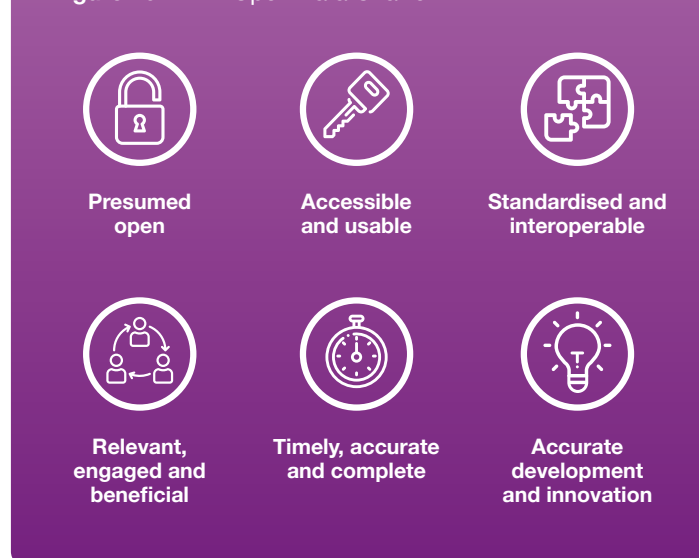 Presumed
open
Accessible
and usable
Standardised and
interoperable
Relevant,
engaged and
beneficial
Timely, accurate
and complete
Accurate
development
and innovation